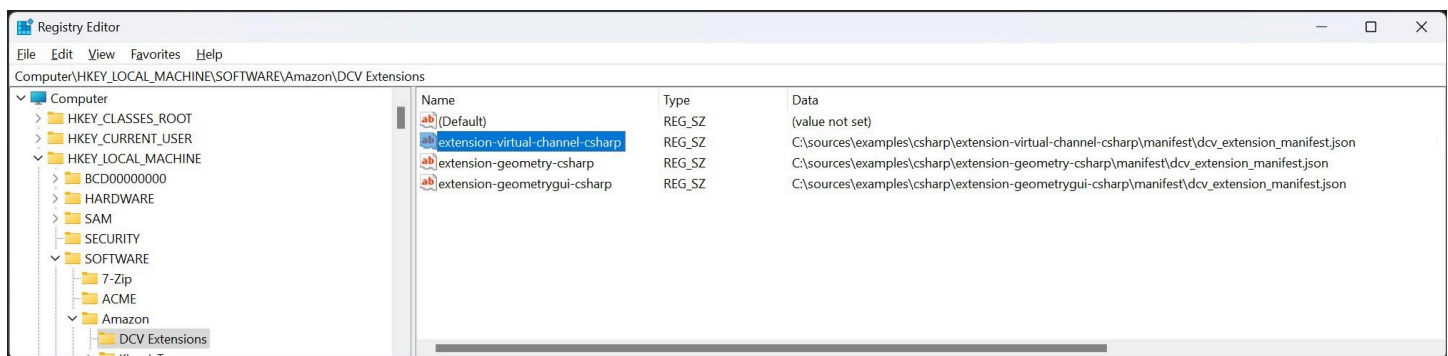 Registry Editor
File Edit View Favorites Help
Computer\HKEY_LOCAL_MACHINE\SOFTWARE\Amazon\DCV Extensions
Computer
HKEY_CLASSES_ROOT
HKEY_CURRENT_USER
HKEY_LOCAL_MACHINE
BCD00000000
HARDWARE
SAM
SECURITY
SOFTWARE
7-Zip
ACME
Amazon
DCV Extensions
Name Type Data
ab (Default) REG_SZ (value not set)
ab extension-virtual-channel-csharp REG_SZ C:\sources\examples\csharp\extension-virtual-channel-csharp\manifest\dcv_extension_manifest.json
ab extension-geometry-csharp REG_SZ C:\sources\examples\csharp\extension-geometry-csharp\manifest\dcv_extension_manifest.json
ab extension-geometrygui-csharp REG_SZ C:\sources\examples\csharp\extension-geometrygui-csharp\manifest\dcv_extension_manifest.json